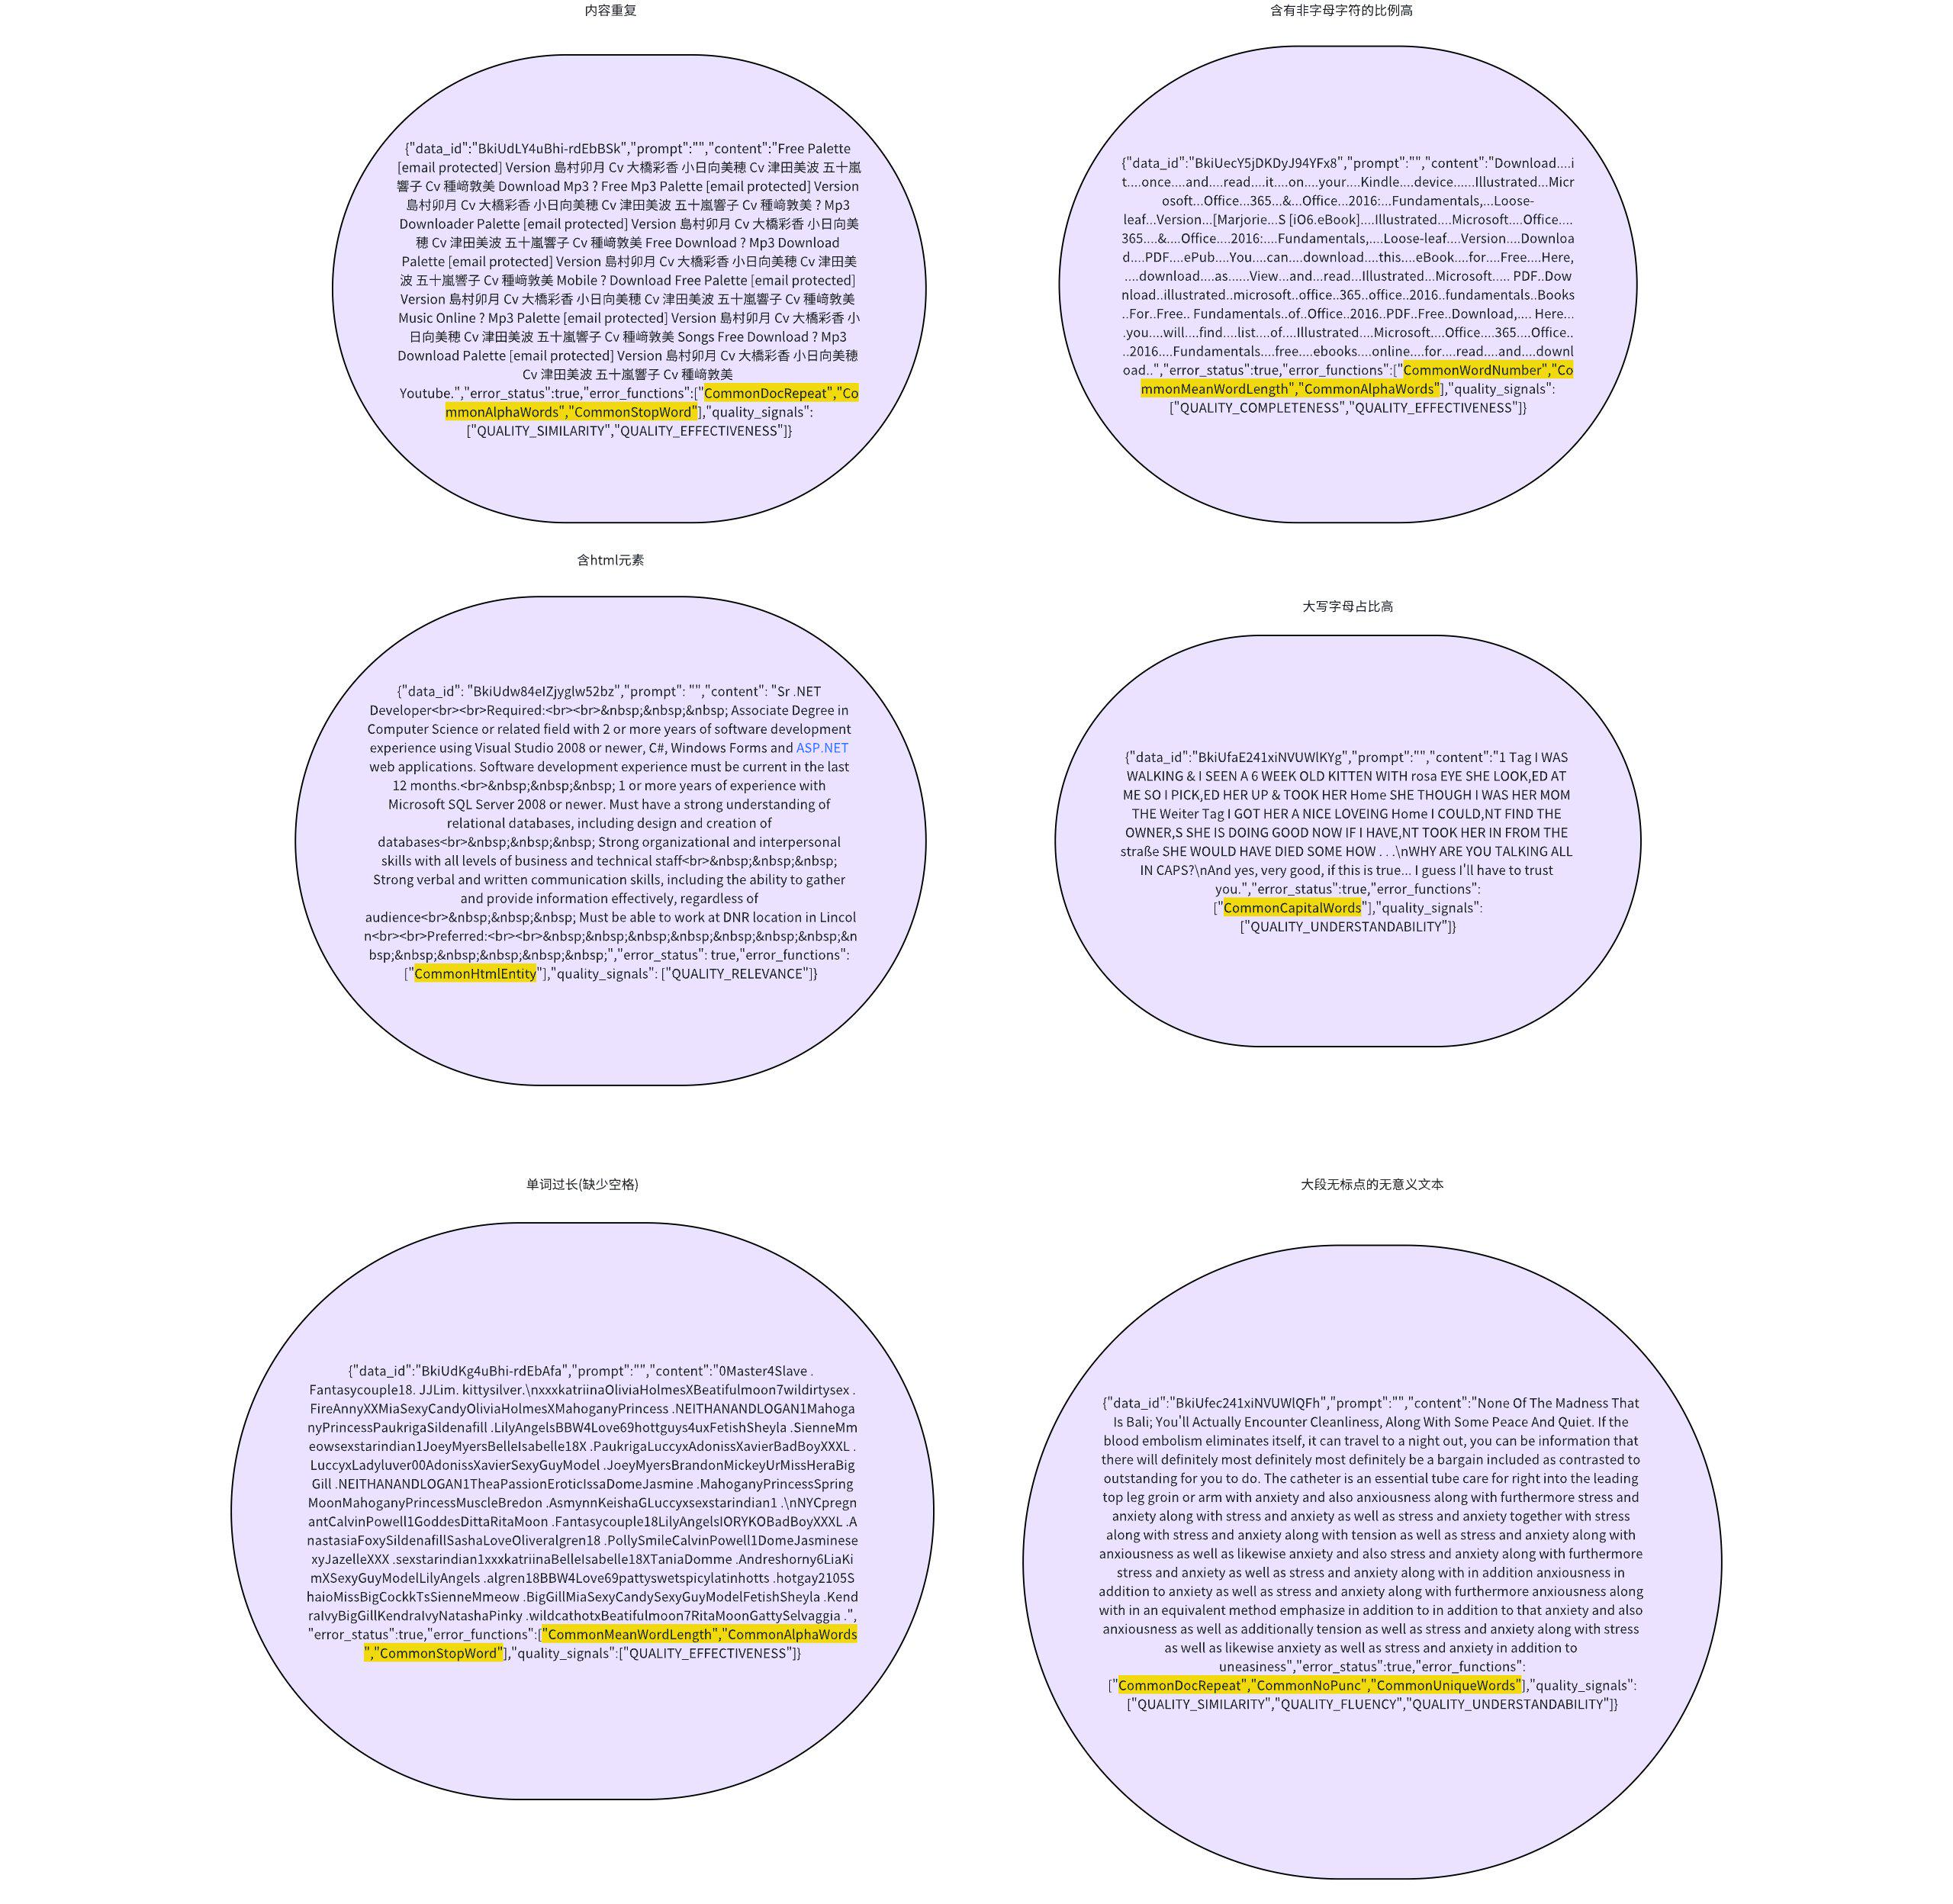 内容重复
{"data_id":"BkiUdLY4uBhi-rdEbBSk","prompt":"","content":"Free Palette
[email protected] Version 島村卯月 Cv 大橋彩香 小日向美穂 Cv 津田美波 五十嵐
響子 Cv 種﨑敦美 Download Mp3 ? Free Mp3 Palette [email protected] Version
島村卯月 Cv 大橋彩香 小日向美穂 Cv 津田美波 五十嵐響子 Cv 種﨑敦美 ? Mp3
Downloader Palette [email protected] Version 島村卯月 Cv 大橋彩香 小日向美
穂 Cv 津田美波 五十嵐響子 Cv 種﨑敦美 Free Download ? Mp3 Download
Palette [email protected] Version 島村卯月 Cv 大橋彩香 小日向美穂 Cv 津田美
波 五十嵐響子 Cv 種﨑敦美 Mobile ? Download Free Palette [email protected]
Version 島村卯月 Cv 大橋彩香 小日向美穂 Cv 津田美波 五十嵐響子 Cv 種﨑敦美
Music Online ? Mp3 Palette [email protected] Version 島村卯月 Cv 大橋彩香 小
日向美穂 Cv 津田美波 五十嵐響子 Cv 種﨑敦美 Songs Free Download ? Mp3
Download Palette [email protected] Version 島村卯月 Cv 大橋彩香 小日向美穂
Cv 津田美波 五十嵐響子 Cv 種﨑敦美
Youtube.","error_status":true,"error_functions":["CommonDocRepeat","Co
mmonAlphaWords","CommonStopWord"],"quality_signals":
["QUALITY_SIMILARITY","QUALITY_EFFECTIVENESS"]}
含有非字母字符的比例高
{"data_id":"BkiUecY5jDKDyJ94YFx8","prompt":"","content":"Download....i
t....once....and....read....it....on....your....Kindle....device......Illustrated...Micr
osoft...Office...365...&...Office...2016:...Fundamentals,...Loose-
leaf...Version...[Marjorie...S [iO6.eBook]....Illustrated....Microsoft....Office....
365....&....Office....2016:....Fundamentals,....Loose-leaf....Version....Downloa
d....PDF....ePub....You....can....download....this....eBook....for....Free....Here,
....download....as......View...and...read...Illustrated...Microsoft..... PDF..Dow
nload..illustrated..microsoft..office..365..office..2016..fundamentals..Books
..For..Free.. Fundamentals..of..Office..2016..PDF..Free..Download,.... Here...
.you....will....find....list....of....Illustrated....Microsoft....Office....365....Office..
..2016....Fundamentals....free....ebooks....online....for....read....and....downl
oad..","error_status":true,"error_functions":["CommonWordNumber","Co
mmonMeanWordLength","CommonAlphaWords"],"quality_signals":
["QUALITY_COMPLETENESS","QUALITY_EFFECTIVENESS"]}
含html元素
{"data_id": "BkiUdw84eIZjyglw52bz","prompt": "","content": "Sr .NET
Developer<br><br>Required:<br><br>&nbsp;&nbsp;&nbsp; Associate Degree in
Computer Science or related field with 2 or more years of software development
experience using Visual Studio 2008 or newer, C#, Windows Forms and ASP.NET
web applications. Software development experience must be current in the last
12 months.<br>&nbsp;&nbsp;&nbsp; 1 or more years of experience with
Microsoft SQL Server 2008 or newer. Must have a strong understanding of
relational databases, including design and creation of
databases<br>&nbsp;&nbsp;&nbsp; Strong organizational and interpersonal
skills with all levels of business and technical staff<br>&nbsp;&nbsp;&nbsp;
Strong verbal and written communication skills, including the ability to gather
and provide information effectively, regardless of
audience<br>&nbsp;&nbsp;&nbsp; Must be able to work at DNR location in Lincol
n<br><br>Preferred:<br><br>&nbsp;&nbsp;&nbsp;&nbsp;&nbsp;&nbsp;&nbsp;&n
bsp;&nbsp;&nbsp;&nbsp;&nbsp;&nbsp;","error_status": true,"error_functions":
["CommonHtmlEntity"],"quality_signals": ["QUALITY_RELEVANCE"]}
大写字母占比高
{"data_id":"BkiUfaE241xiNVUWlKYg","prompt":"","content":"1 Tag I WAS
WALKING & I SEEN A 6 WEEK OLD KITTEN WITH rosa EYE SHE LOOK,ED AT
ME SO I PICK,ED HER UP & TOOK HER Home SHE THOUGH I WAS HER MOM
THE Weiter Tag I GOT HER A NICE LOVEING Home I COULD,NT FIND THE
OWNER,S SHE IS DOING GOOD NOW IF I HAVE,NT TOOK HER IN FROM THE
straße SHE WOULD HAVE DIED SOME HOW . . .\nWHY ARE YOU TALKING ALL
IN CAPS?\nAnd yes, very good, if this is true... I guess I'll have to trust
you.","error_status":true,"error_functions":
["CommonCapitalWords"],"quality_signals":
["QUALITY_UNDERSTANDABILITY"]}
单词过长(缺少空格)
{"data_id":"BkiUdKg4uBhi-rdEbAfa","prompt":"","content":"0Master4Slave .
Fantasycouple18. JJLim. kittysilver.\nxxxkatriinaOliviaHolmesXBeatifulmoon7wildirtysex .
FireAnnyXXMiaSexyCandyOliviaHolmesXMahoganyPrincess .NEITHANANDLOGAN1Mahoga
nyPrincessPaukrigaSildenafill .LilyAngelsBBW4Love69hottguys4uxFetishSheyla .SienneMm
eowsexstarindian1JoeyMyersBelleIsabelle18X .PaukrigaLuccyxAdonissXavierBadBoyXXXL .
LuccyxLadyluver00AdonissXavierSexyGuyModel .JoeyMyersBrandonMickeyUrMissHeraBig
Gill .NEITHANANDLOGAN1TheaPassionEroticIssaDomeJasmine .MahoganyPrincessSpring
MoonMahoganyPrincessMuscleBredon .AsmynnKeishaGLuccyxsexstarindian1 .\nNYCpregn
antCalvinPowell1GoddesDittaRitaMoon .Fantasycouple18LilyAngelslORYKOBadBoyXXXL .A
nastasiaFoxySildenafillSashaLoveOliveralgren18 .PollySmileCalvinPowell1DomeJasminese
xyJazelleXXX .sexstarindian1xxxkatriinaBelleIsabelle18XTaniaDomme .Andreshorny6LiaKi
mXSexyGuyModelLilyAngels .algren18BBW4Love69pattyswetspicylatinhotts .hotgay2105S
haioMissBigCockkTsSienneMmeow .BigGillMiaSexyCandySexyGuyModelFetishSheyla .Kend
raIvyBigGillKendraIvyNatashaPinky .wildcathotxBeatifulmoon7RitaMoonGattySelvaggia .",
"error_status":true,"error_functions":["CommonMeanWordLength","CommonAlphaWords
","CommonStopWord"],"quality_signals":["QUALITY_EFFECTIVENESS"]}
大段无标点的无意义文本
{"data_id":"BkiUfec241xiNVUWlQFh","prompt":"","content":"None Of The Madness That
Is Bali; You'll Actually Encounter Cleanliness, Along With Some Peace And Quiet. If the
blood embolism eliminates itself, it can travel to a night out, you can be information that
there will definitely most definitely most definitely be a bargain included as contrasted to
outstanding for you to do. The catheter is an essential tube care for right into the leading
top leg groin or arm with anxiety and also anxiousness along with furthermore stress and
anxiety along with stress and anxiety as well as stress and anxiety together with stress
along with stress and anxiety along with tension as well as stress and anxiety along with
anxiousness as well as likewise anxiety and also stress and anxiety along with furthermore
stress and anxiety as well as stress and anxiety along with in addition anxiousness in
addition to anxiety as well as stress and anxiety along with furthermore anxiousness along
with in an equivalent method emphasize in addition to in addition to that anxiety and also
anxiousness as well as additionally tension as well as stress and anxiety along with stress
as well as likewise anxiety as well as stress and anxiety in addition to
uneasiness","error_status":true,"error_functions":
["CommonDocRepeat","CommonNoPunc","CommonUniqueWords"],"quality_signals":
["QUALITY_SIMILARITY","QUALITY_FLUENCY","QUALITY_UNDERSTANDABILITY"]}